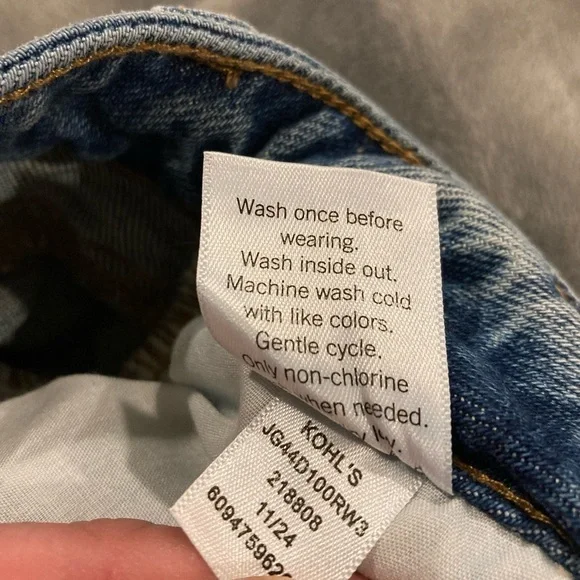 Wash once before
wearing.
Wash inside out.
Machine wash cold
with like colors.
Gentle cycle.
Only non-chlorine
when needed.
KOHL'S
JG44D100RW3
218808
11/24